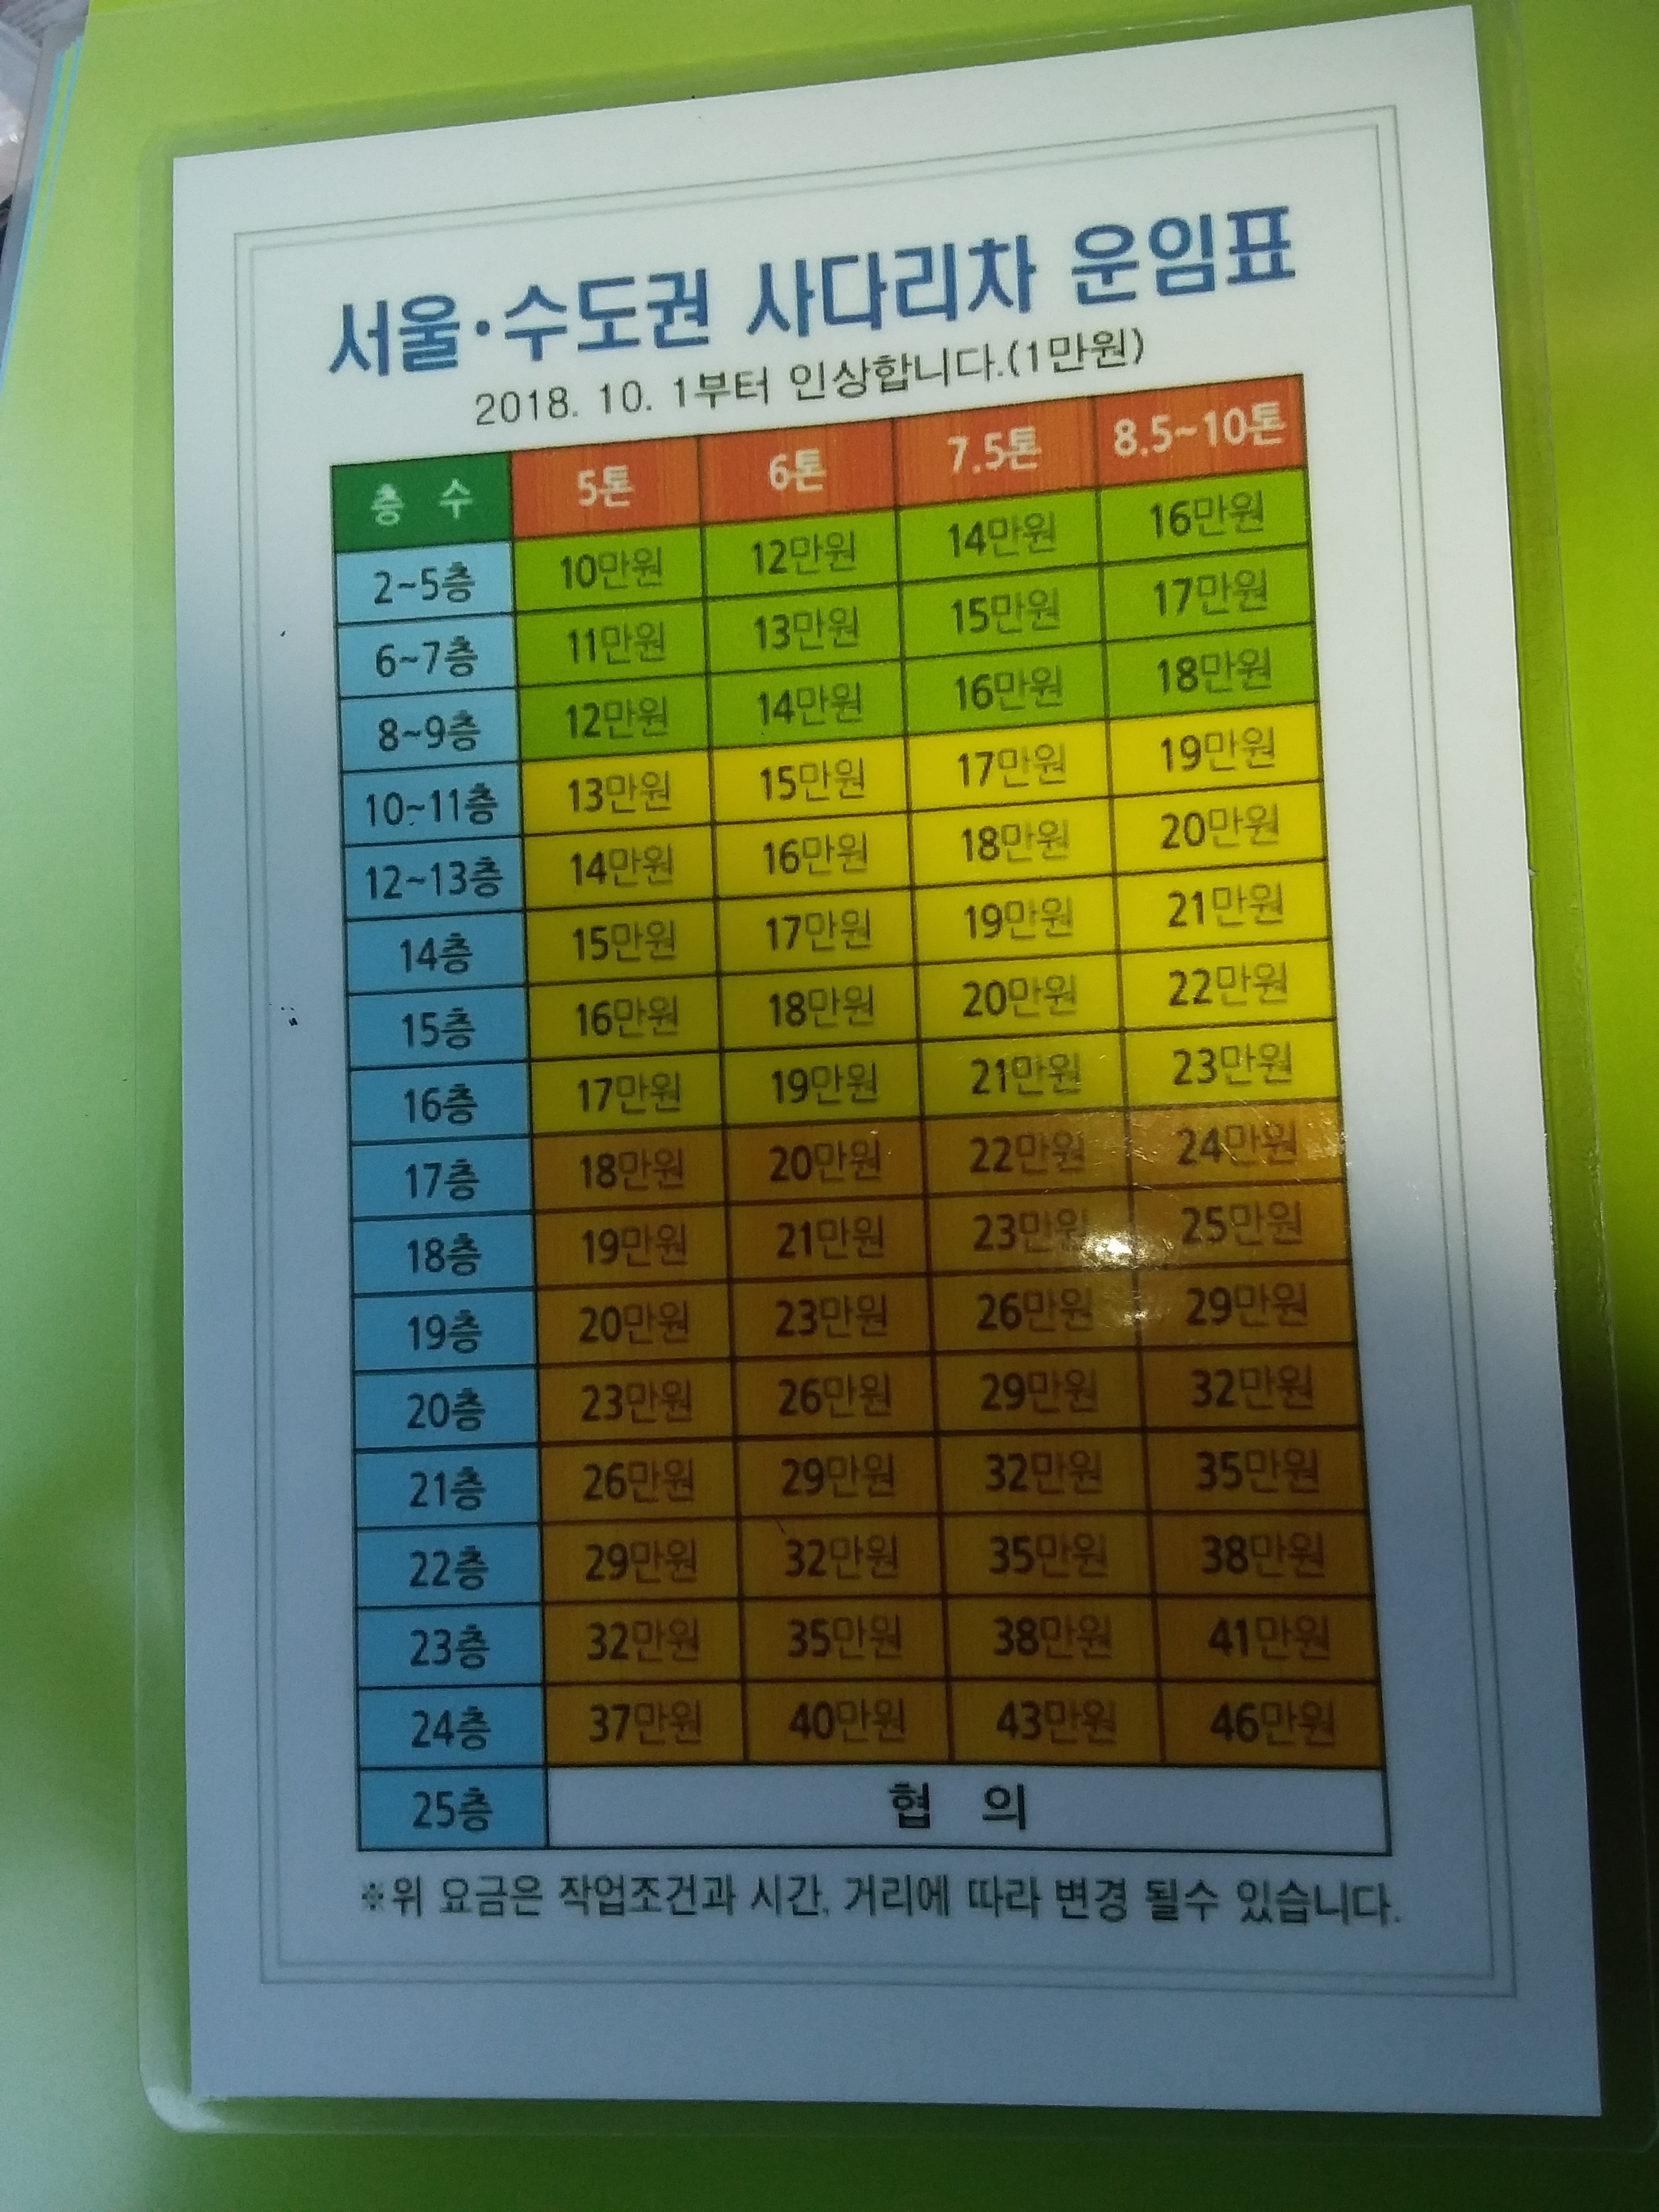 서울·수도권 사다리차 운임표
2018. 10. 1부터 인상합니다.(1만원)
층 수 5톤 6톤 7.5톤 8.5~10톤
2~5층 10만원 12만원 14만원 16만원
6~7층 11만원 13만원 15만원 17만원
8~9층 12만원 14만원 16만원 18만원
10~11층 13만원 15만원 17만원 19만원
12~13층 14만원 16만원 18만원 20만원
14층 15만원 17만원 19만원 21만원
15층 16만원 18만원 20만원 22만원
16층 17만원 19만원 21만원 23만원
17층 18만원 20만원 22만원 24만원
18층 19만원 21만원 23만원 25만원
19층 20만원 23만원 26만원 29만원
20층 23만원 26만원 29만원 32만원
21층 26만원 29만원 32만원 35만원
22층 29만원 32만원 35만원 38만원
23층 32만원 35만원 38만원 41만원
24층 37만원 40만원 43만원 46만원
25층 협 의
※위 요금은 작업조건과 시간, 거리에 따라 변경 될수 있습니다.